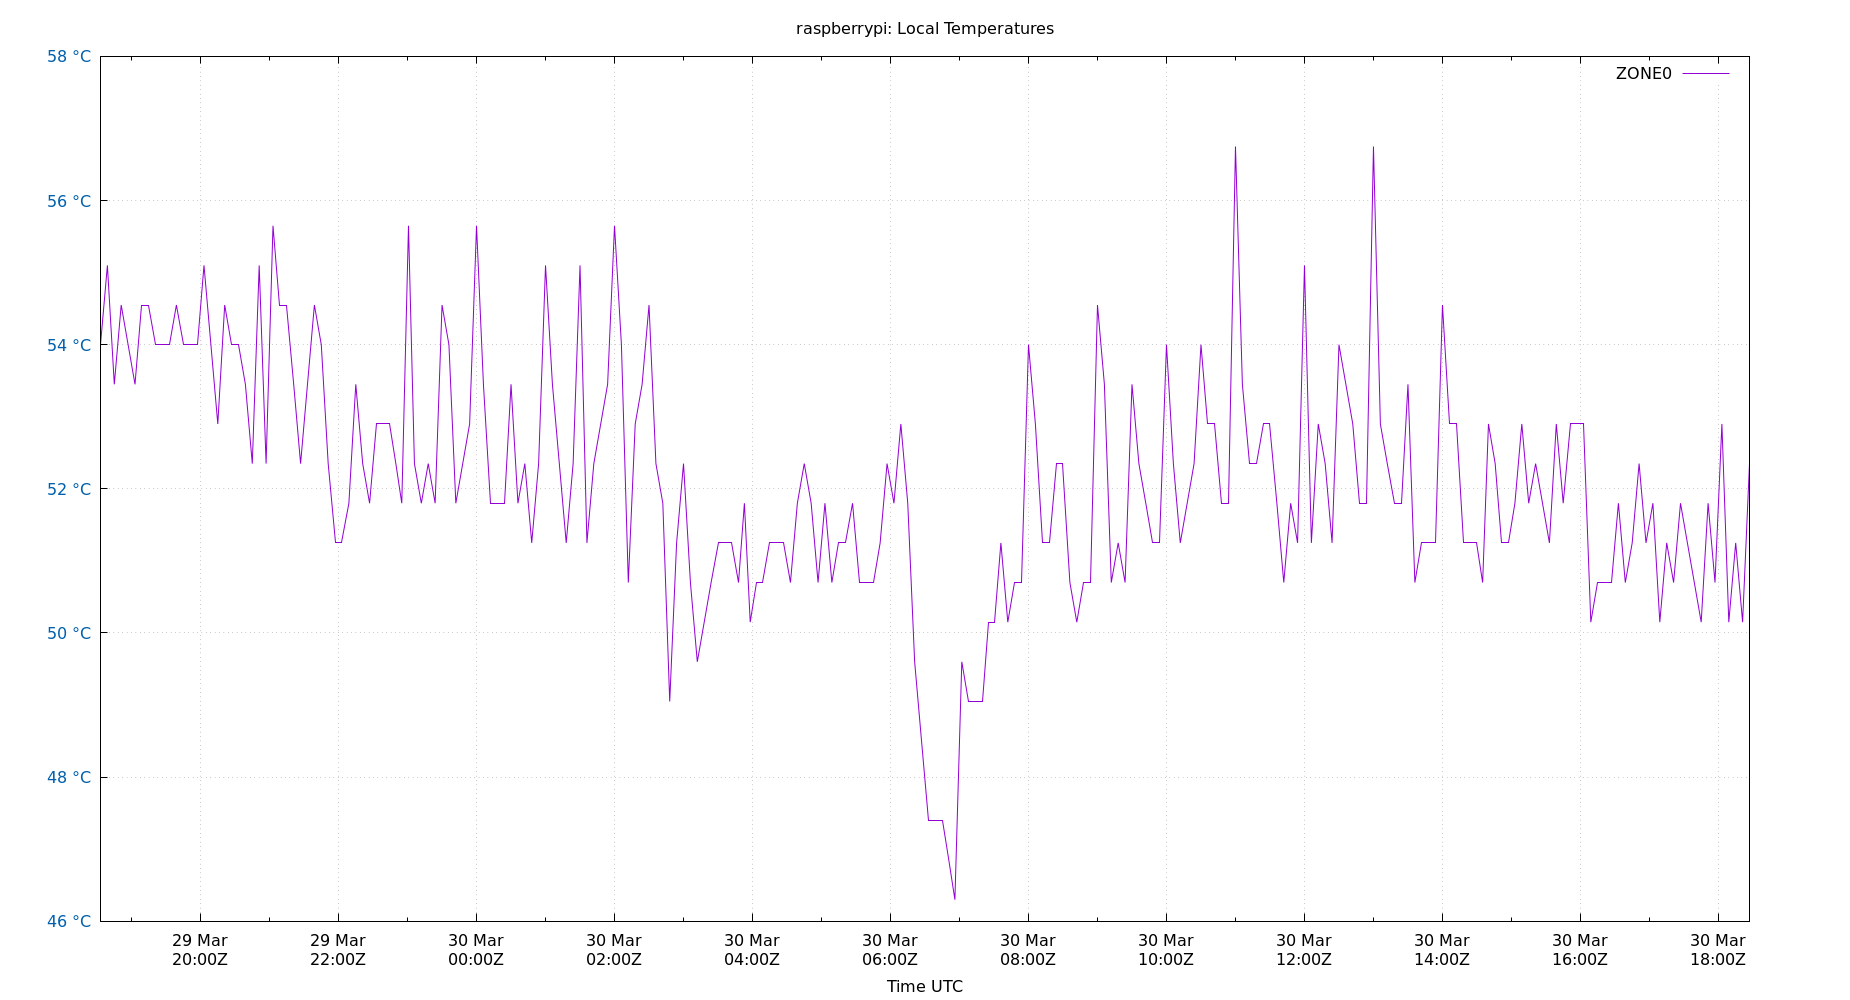 raspberrypi: Local Temperatures
58 °C
ZONE0
56 °C
54 °C
52 °C
50 °C
48 °C
46 °C
29 Mar 29 Mar 30 Mar 30 Mar 30 Mar 30 Mar 30 Mar 30 Mar 30 Mar 30 Mar 30 Mar 30 Mar
20:00Z 22:00Z 00:00Z 02:00Z 04:00Z 06:00Z 08:00Z 10:00Z 12:00Z 14:00Z 16:00Z 18:00Z
Time UTC